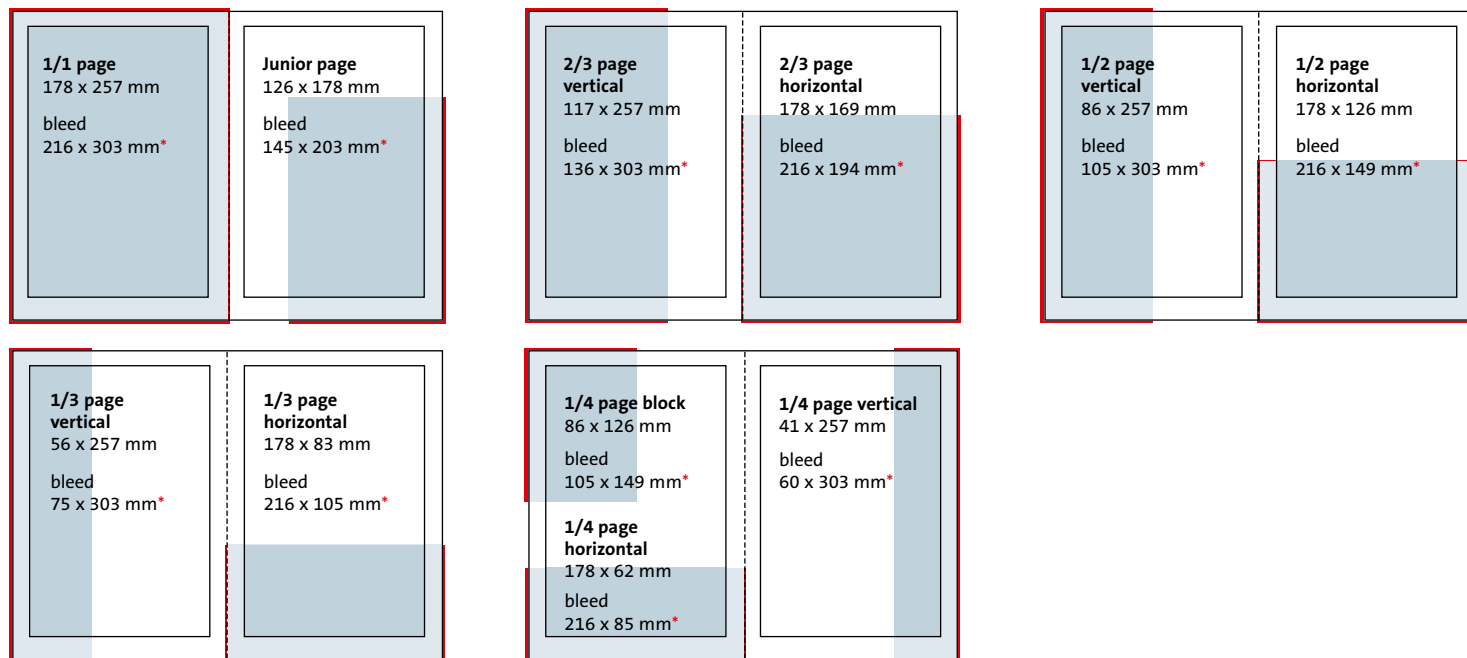 1/1 page
178 x 257 mm
bleed
216 x 303 mm*
Junior page
126 x 178 mm
bleed
145 x 203 mm*
2/3 page
vertical
117 x 257 mm
bleed
136 x 303 mm*
2/3 page
horizontal
178 x 169 mm
bleed
216 x 194 mm*
1/2 page
vertical
86 x 257 mm
bleed
105 x 303 mm*
1/2 page
horizontal
178 x 126 mm
bleed
216 x 149 mm*
1/3 page
vertical
56 x 257 mm
bleed
75 x 303 mm*
1/3 page
horizontal
178 x 83 mm
bleed
216 x 105 mm*
1/4 page block
86 x 126 mm
bleed
105 x 149 mm*
1/4 page
horizontal
178 x 62 mm
bleed
216 x 85 mm*
1/4 page vertical
41 x 257 mm
bleed
60 x 303 mm*